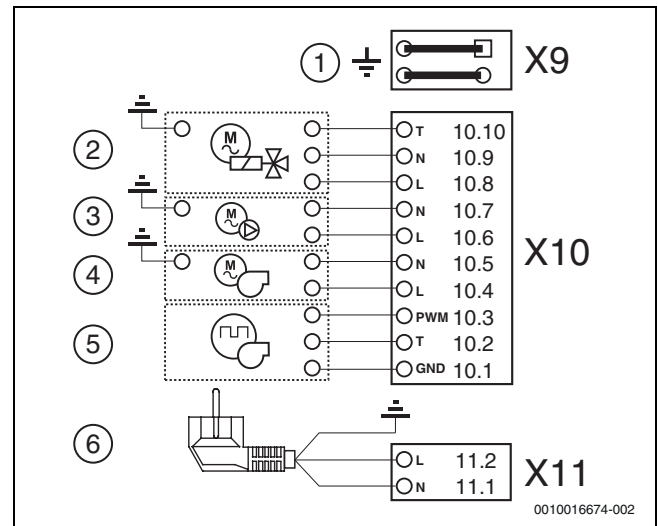 1 X9
2 M T 10.10
N 10.9
L 10.8
3 M N 10.7
L 10.6
X10
4 M N 10.5
L 10.4
5 PWM 10.3
T 10.2
GND 10.1
6 L 11.2
N 11.1
X11
0010016674-002